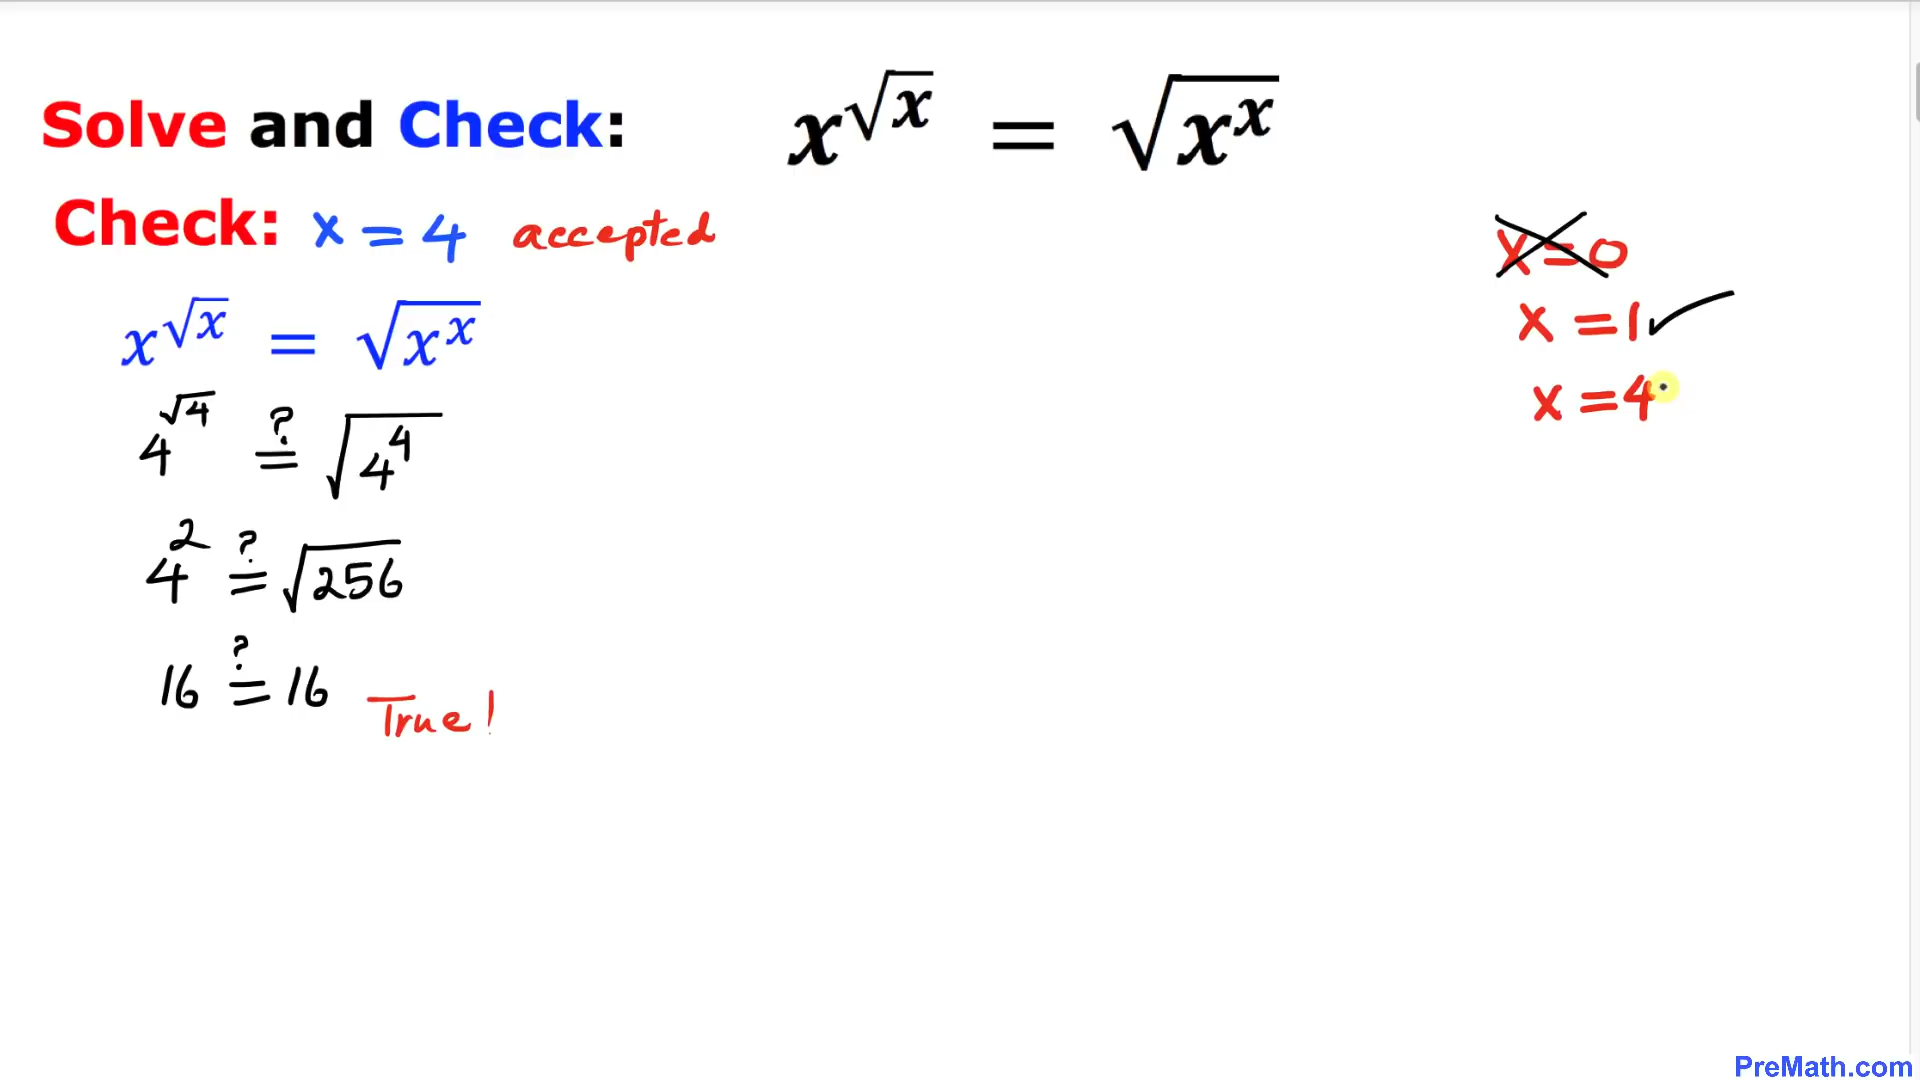 Solve and Check: x^√x = √(x^x)
Check: x = 4 accepted
x = 0
x = 1 ✓
x = 4
x^√x = √(x^x)
4^√4 ?= √(4^4)
4^2 ?= √256
16 ?= 16 True!
PreMath.com